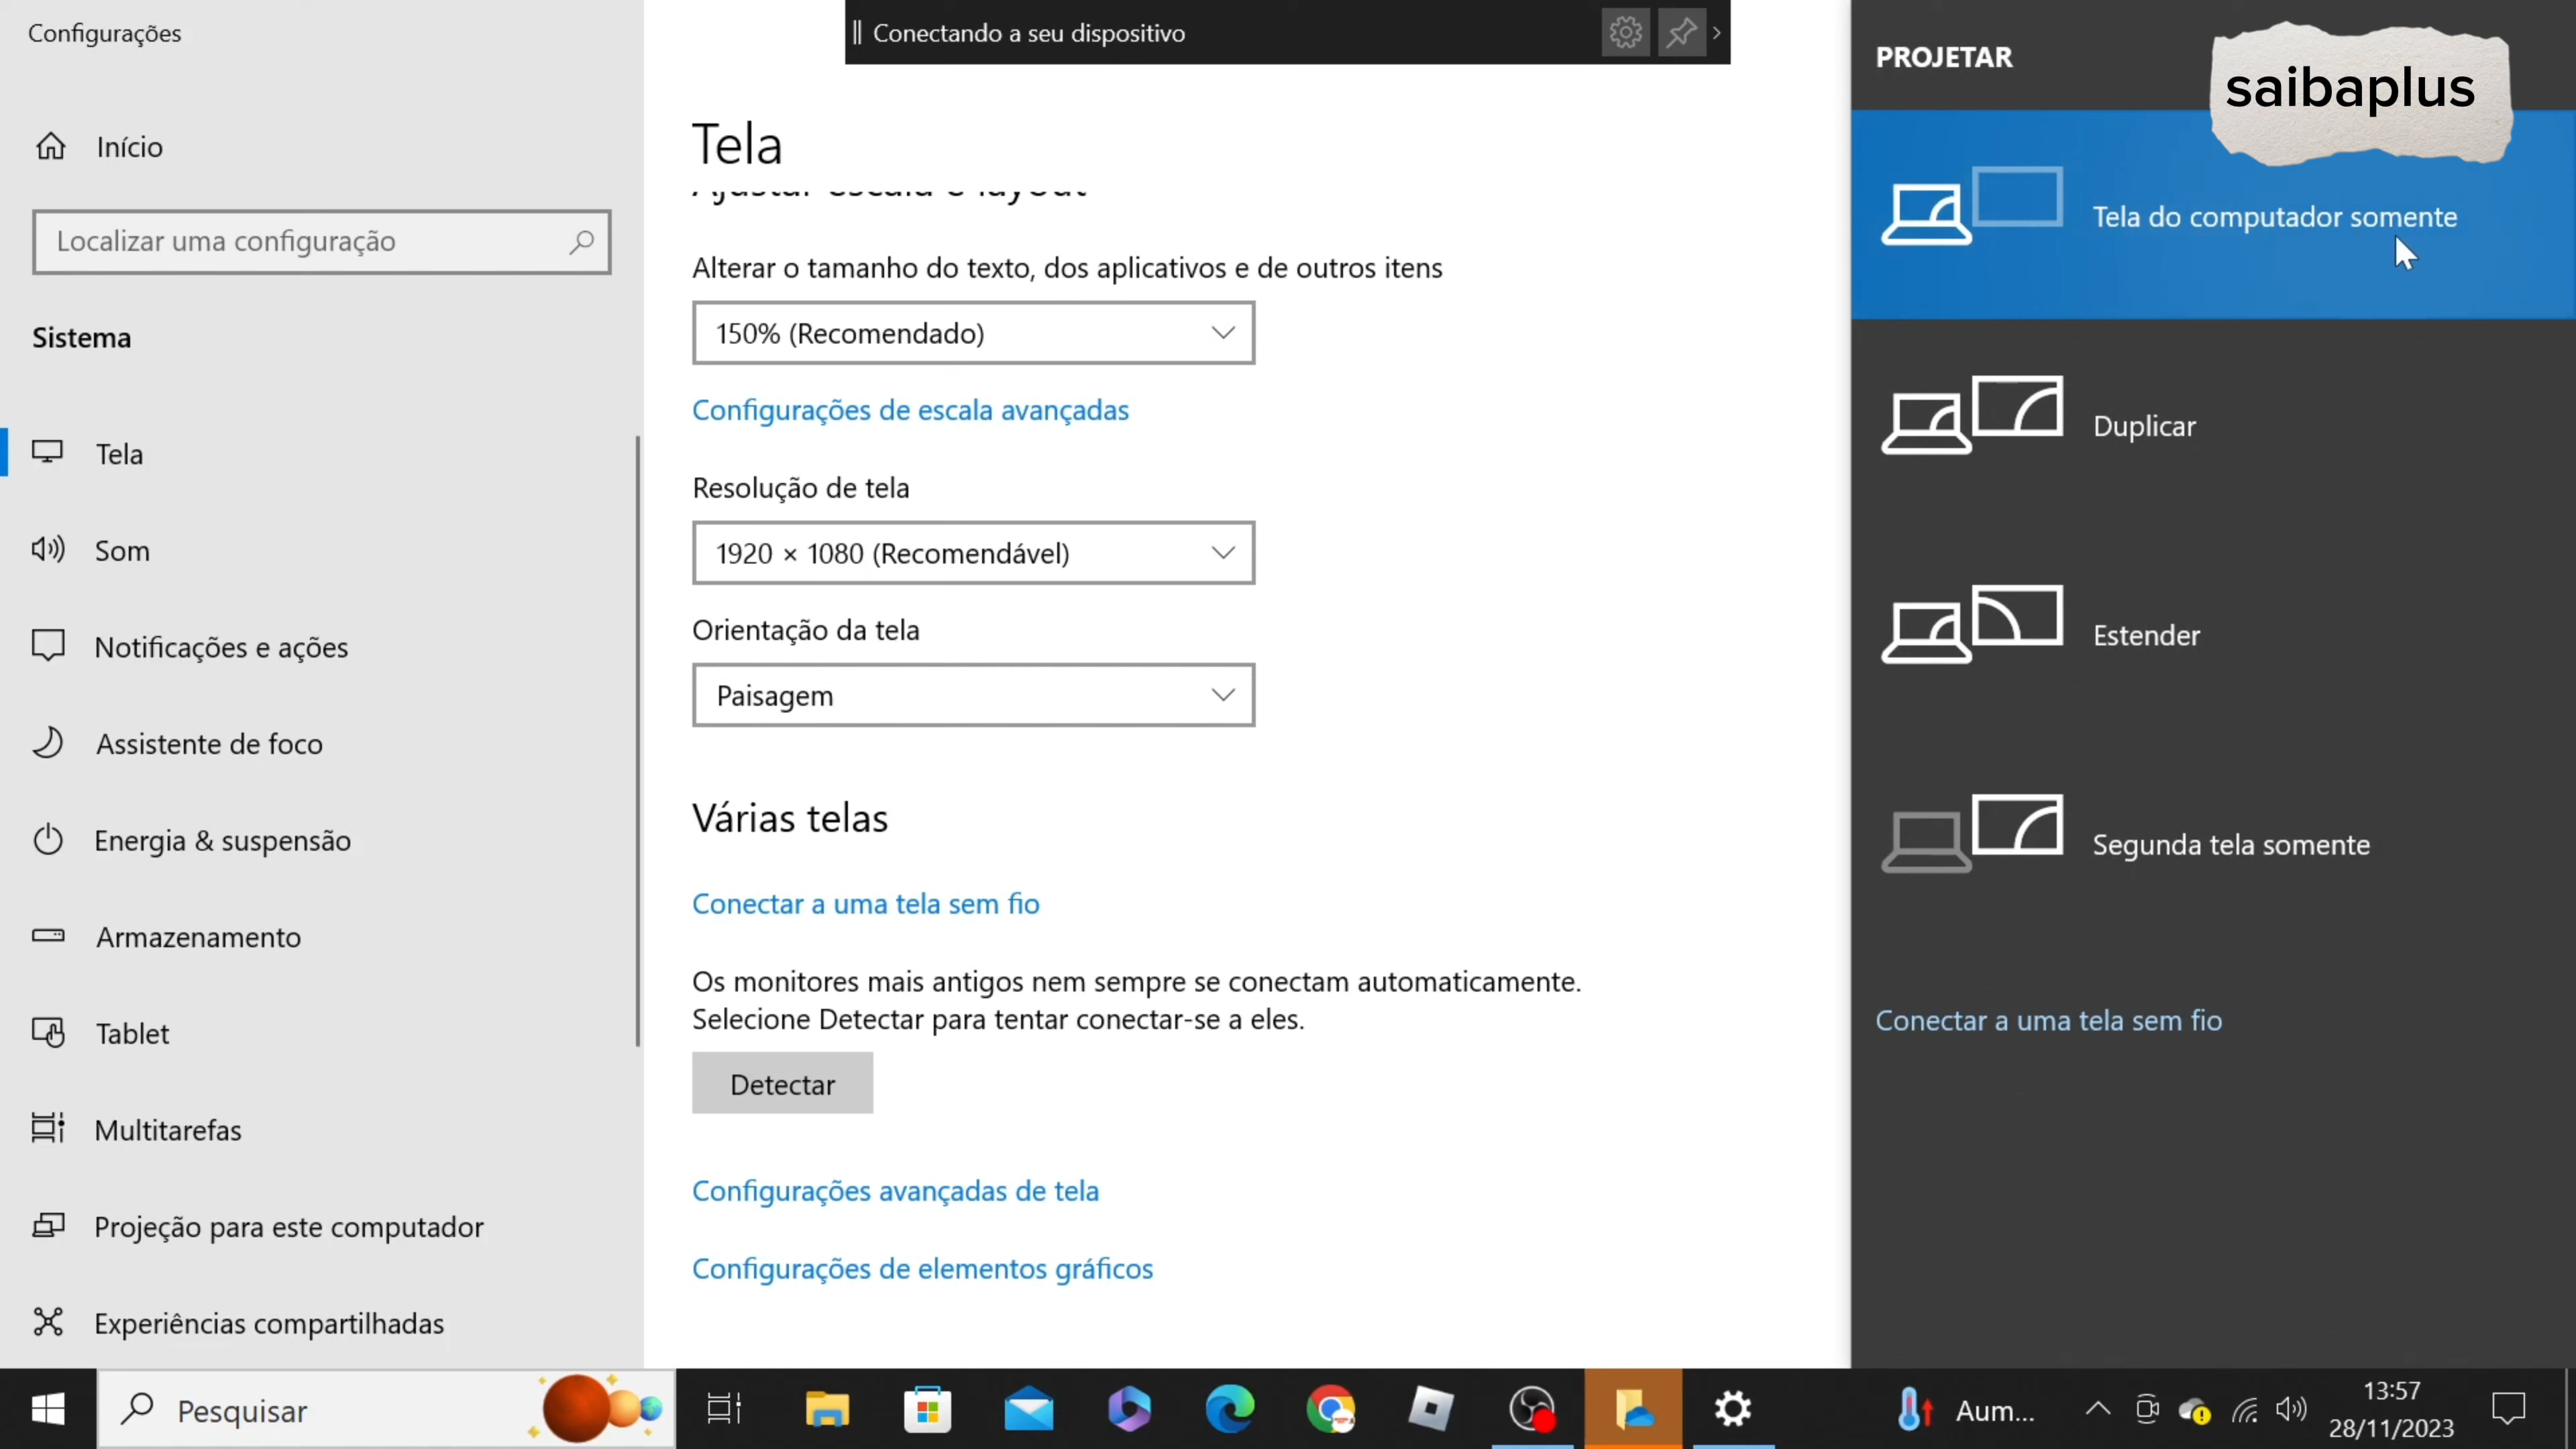 Configurações
Início
Localizar uma configuração
Sistema
Tela
Som
Notificações e ações
Assistente de foco
Energia & suspensão
Armazenamento
Tablet
Multitarefas
Projeção para este computador
Experiências compartilhadas
Conectando a seu dispositivo
Tela
Ajustar escala e layout
Alterar o tamanho do texto, dos aplicativos e de outros itens
150% (Recomendado)
Configurações de escala avançadas
Resolução de tela
1920 × 1080 (Recomendável)
Orientação da tela
Paisagem
Várias telas
Conectar a uma tela sem fio
Os monitores mais antigos nem sempre se conectam automaticamente.
Selecione Detectar para tentar conectar-se a eles.
Detectar
Configurações avançadas de tela
Configurações de elementos gráficos
PROJETAR
saibaplus
Tela do computador somente
Duplicar
Estender
Segunda tela somente
Conectar a uma tela sem fio
Pesquisar
Aum...
13:57
28/11/2023